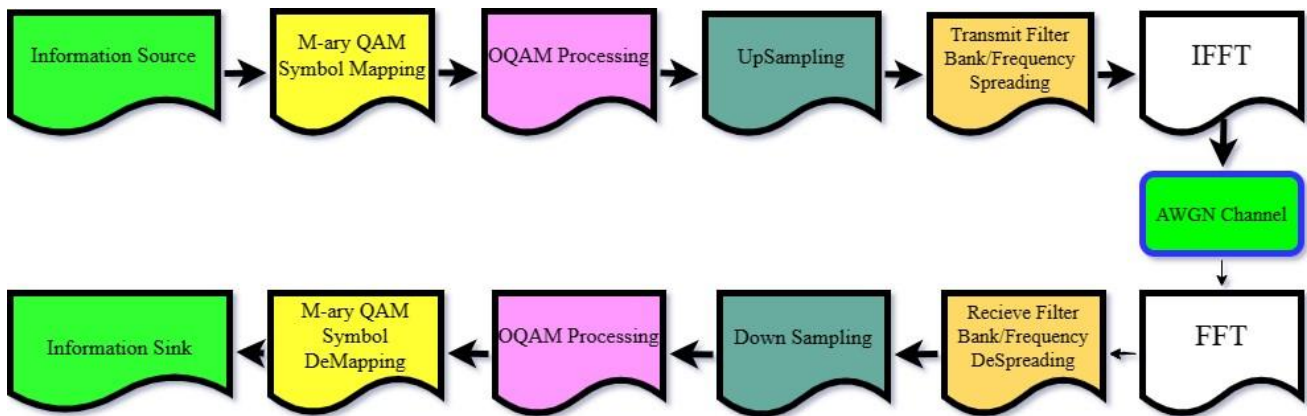 Information Source
M-ary QAM
Symbol Mapping
OQAM Processing
UpSampling
Transmit Filter
Bank/Frequency
Spreading
IFFT
AWGN Channel
Information Sink
M-ary QAM
Symbol
DeMapping
OQAM Processing
Down Sampling
Recieve Filter
Bank/Frequency
DeSpreading
FFT